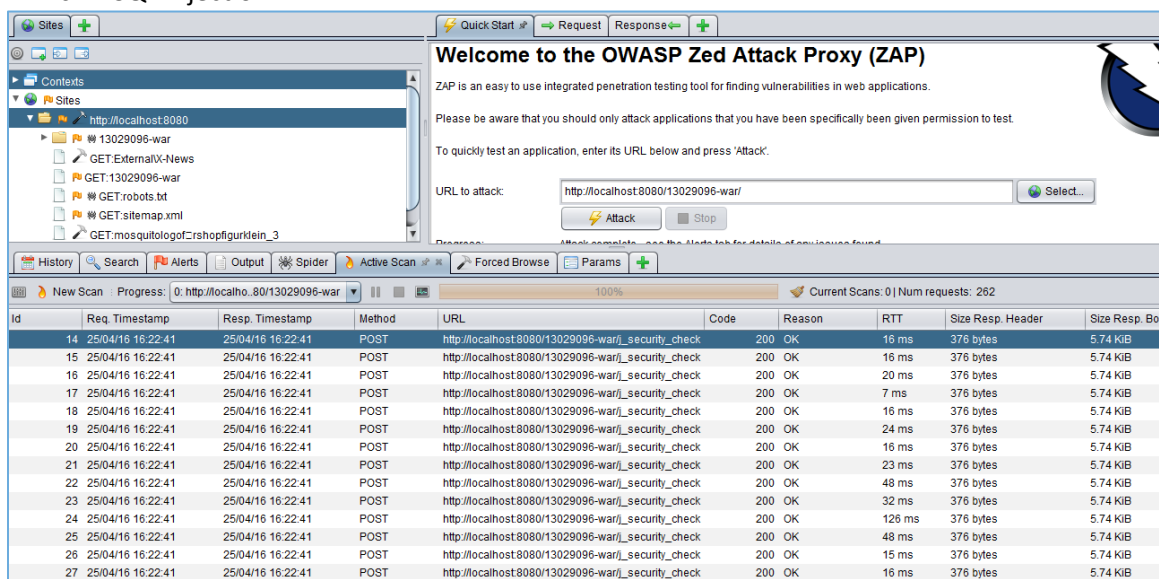 Sites
Quick Start
Request
Response
Contexts
Sites
http://localhost:8080
13029096-war
GET:External\X-News
GET:13029096-war
GET:robots.txt
GET:sitemap.xml
GET:mosquitologof□rshopfigurklein_3
Welcome to the OWASP Zed Attack Proxy (ZAP)
ZAP is an easy to use integrated penetration testing tool for finding vulnerabilities in web applications.
Please be aware that you should only attack applications that you have been specifically been given permission to test.
To quickly test an application, enter its URL below and press 'Attack'.
URL to attack: http://localhost:8080/13029096-war/ Select...
Attack Stop
Progress: Attack complete - see the Alerts tab for details of any issues found
History Search Alerts Output Spider Active Scan Forced Browse Params
New Scan Progress: 0: http://localho..80/13029096-war 100% Current Scans: 0 Num requests: 262
Id Req. Timestamp Resp. Timestamp Method URL Code Reason RTT Size Resp. Header Size Resp. Bo
14 25/04/16 16:22:41 25/04/16 16:22:41 POST http://localhost:8080/13029096-war/j_security_check 200 OK 16 ms 376 bytes 5.74 KiB
15 25/04/16 16:22:41 25/04/16 16:22:41 POST http://localhost:8080/13029096-war/j_security_check 200 OK 16 ms 376 bytes 5.74 KiB
16 25/04/16 16:22:41 25/04/16 16:22:41 POST http://localhost:8080/13029096-war/j_security_check 200 OK 20 ms 376 bytes 5.74 KiB
17 25/04/16 16:22:41 25/04/16 16:22:41 POST http://localhost:8080/13029096-war/j_security_check 200 OK 7 ms 376 bytes 5.74 KiB
18 25/04/16 16:22:41 25/04/16 16:22:41 POST http://localhost:8080/13029096-war/j_security_check 200 OK 16 ms 376 bytes 5.74 KiB
19 25/04/16 16:22:41 25/04/16 16:22:41 POST http://localhost:8080/13029096-war/j_security_check 200 OK 24 ms 376 bytes 5.74 KiB
20 25/04/16 16:22:41 25/04/16 16:22:41 POST http://localhost:8080/13029096-war/j_security_check 200 OK 16 ms 376 bytes 5.74 KiB
21 25/04/16 16:22:41 25/04/16 16:22:41 POST http://localhost:8080/13029096-war/j_security_check 200 OK 23 ms 376 bytes 5.74 KiB
22 25/04/16 16:22:41 25/04/16 16:22:41 POST http://localhost:8080/13029096-war/j_security_check 200 OK 48 ms 376 bytes 5.74 KiB
23 25/04/16 16:22:41 25/04/16 16:22:41 POST http://localhost:8080/13029096-war/j_security_check 200 OK 32 ms 376 bytes 5.74 KiB
24 25/04/16 16:22:41 25/04/16 16:22:41 POST http://localhost:8080/13029096-war/j_security_check 200 OK 126 ms 376 bytes 5.74 KiB
25 25/04/16 16:22:41 25/04/16 16:22:41 POST http://localhost:8080/13029096-war/j_security_check 200 OK 48 ms 376 bytes 5.74 KiB
26 25/04/16 16:22:41 25/04/16 16:22:41 POST http://localhost:8080/13029096-war/j_security_check 200 OK 15 ms 376 bytes 5.74 KiB
27 25/04/16 16:22:41 25/04/16 16:22:41 POST http://localhost:8080/13029096-war/j_security_check 200 OK 16 ms 376 bytes 5.74 KiB